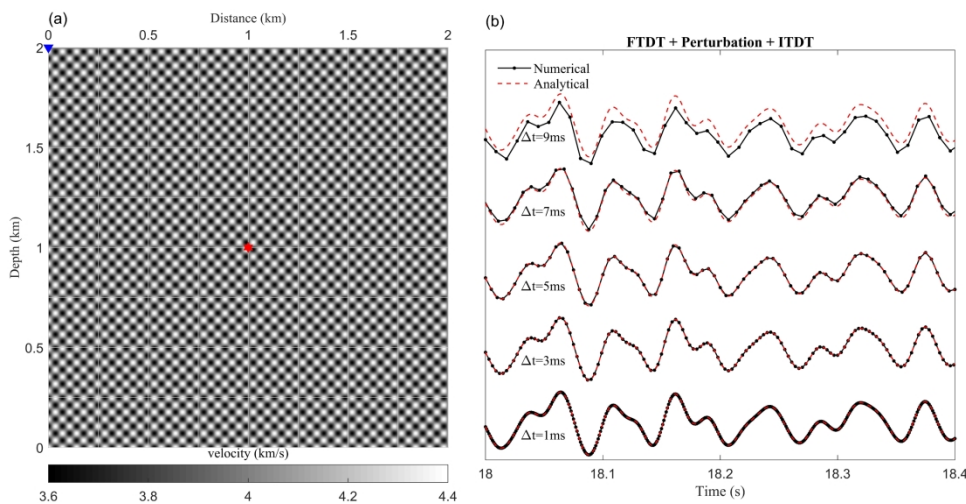 (a)
Distance (km)
0 0.5 1 1.5 2
2
1.5
1
0.5
0
Depth (km)
velocity (km/s)
3.6 3.8 4 4.2 4.4
(b)
FTDT + Perturbation + ITDT
Numerical
Analytical
Δt=9ms
Δt=7ms
Δt=5ms
Δt=3ms
Δt=1ms
18 18.1 18.2 18.3 18.4
Time (s)